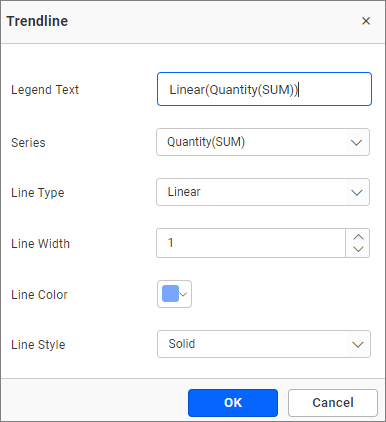 Trendline ×
Legend Text Linear(Quantity(SUM))
Series Quantity(SUM)
Line Type Linear
Line Width 1
Line Color
Line Style Solid
OK Cancel